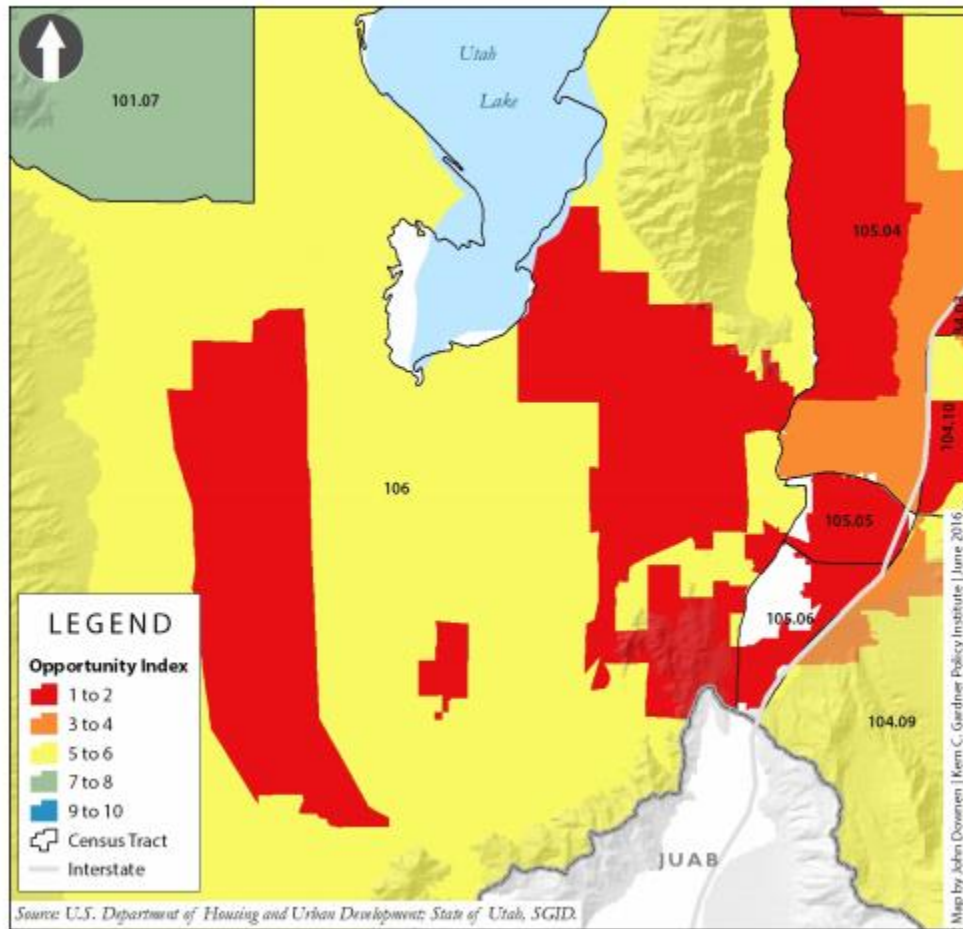 Utah
Lake
101.07
105.04
104.10
106
105.05
105.06
104.09
JUAB
LEGEND
Opportunity Index
1 to 2
3 to 4
5 to 6
7 to 8
9 to 10
Census Tract
Interstate
Source: U.S. Department of Housing and Urban Development; State of Utah, SGID.
Map by John Downen | Kem C. Gardner Policy Institute | June 2016